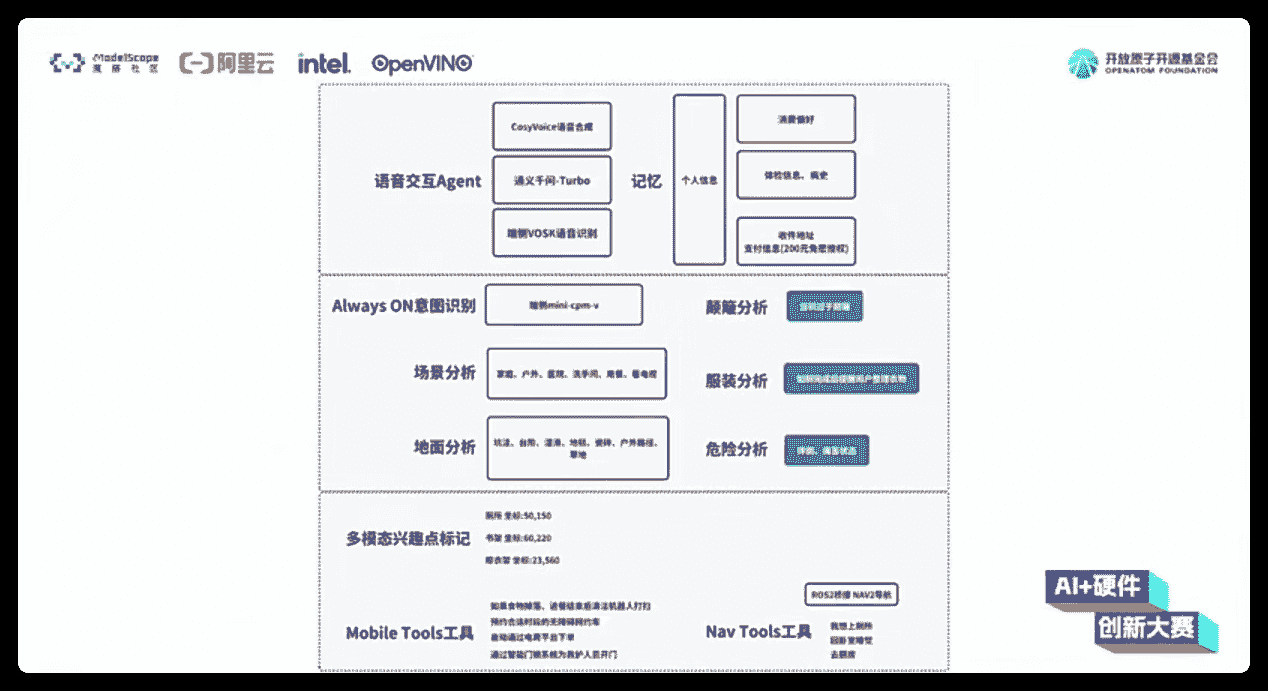 ModelScope
魔搭社区
阿里云
intel.
OpenVINO
开放原子开源基金会
OPENATOM FOUNDATION
语音交互Agent
CosyVoice语音合成
通义千问-Turbo
端侧VOSK语音识别
记忆
个人信息
消费偏好
体检信息、病史
收件地址
支付信息(200元免密授权)
Always ON意图识别
端侧mini-cpm-v
颠簸分析
场景分析
家庭、户外、医院、洗手间、用餐、看电视
服装分析
地面分析
坑洼、台阶、湿滑、地毯、瓷砖、户外路径、
草地
危险分析
多模态兴趣点标记
厕所 坐标:50,150
书架 坐标:60,220
晾衣架 坐标:23,560
Mobile Tools工具
预约合适时段的无障碍网约车
自动通过电商平台下单
通过智能门锁系统为救护人员开门
ROS2桥接 NAV2导航
Nav Tools工具
我想上厕所
回卧室睡觉
去厨房
AI+硬件
创新大赛